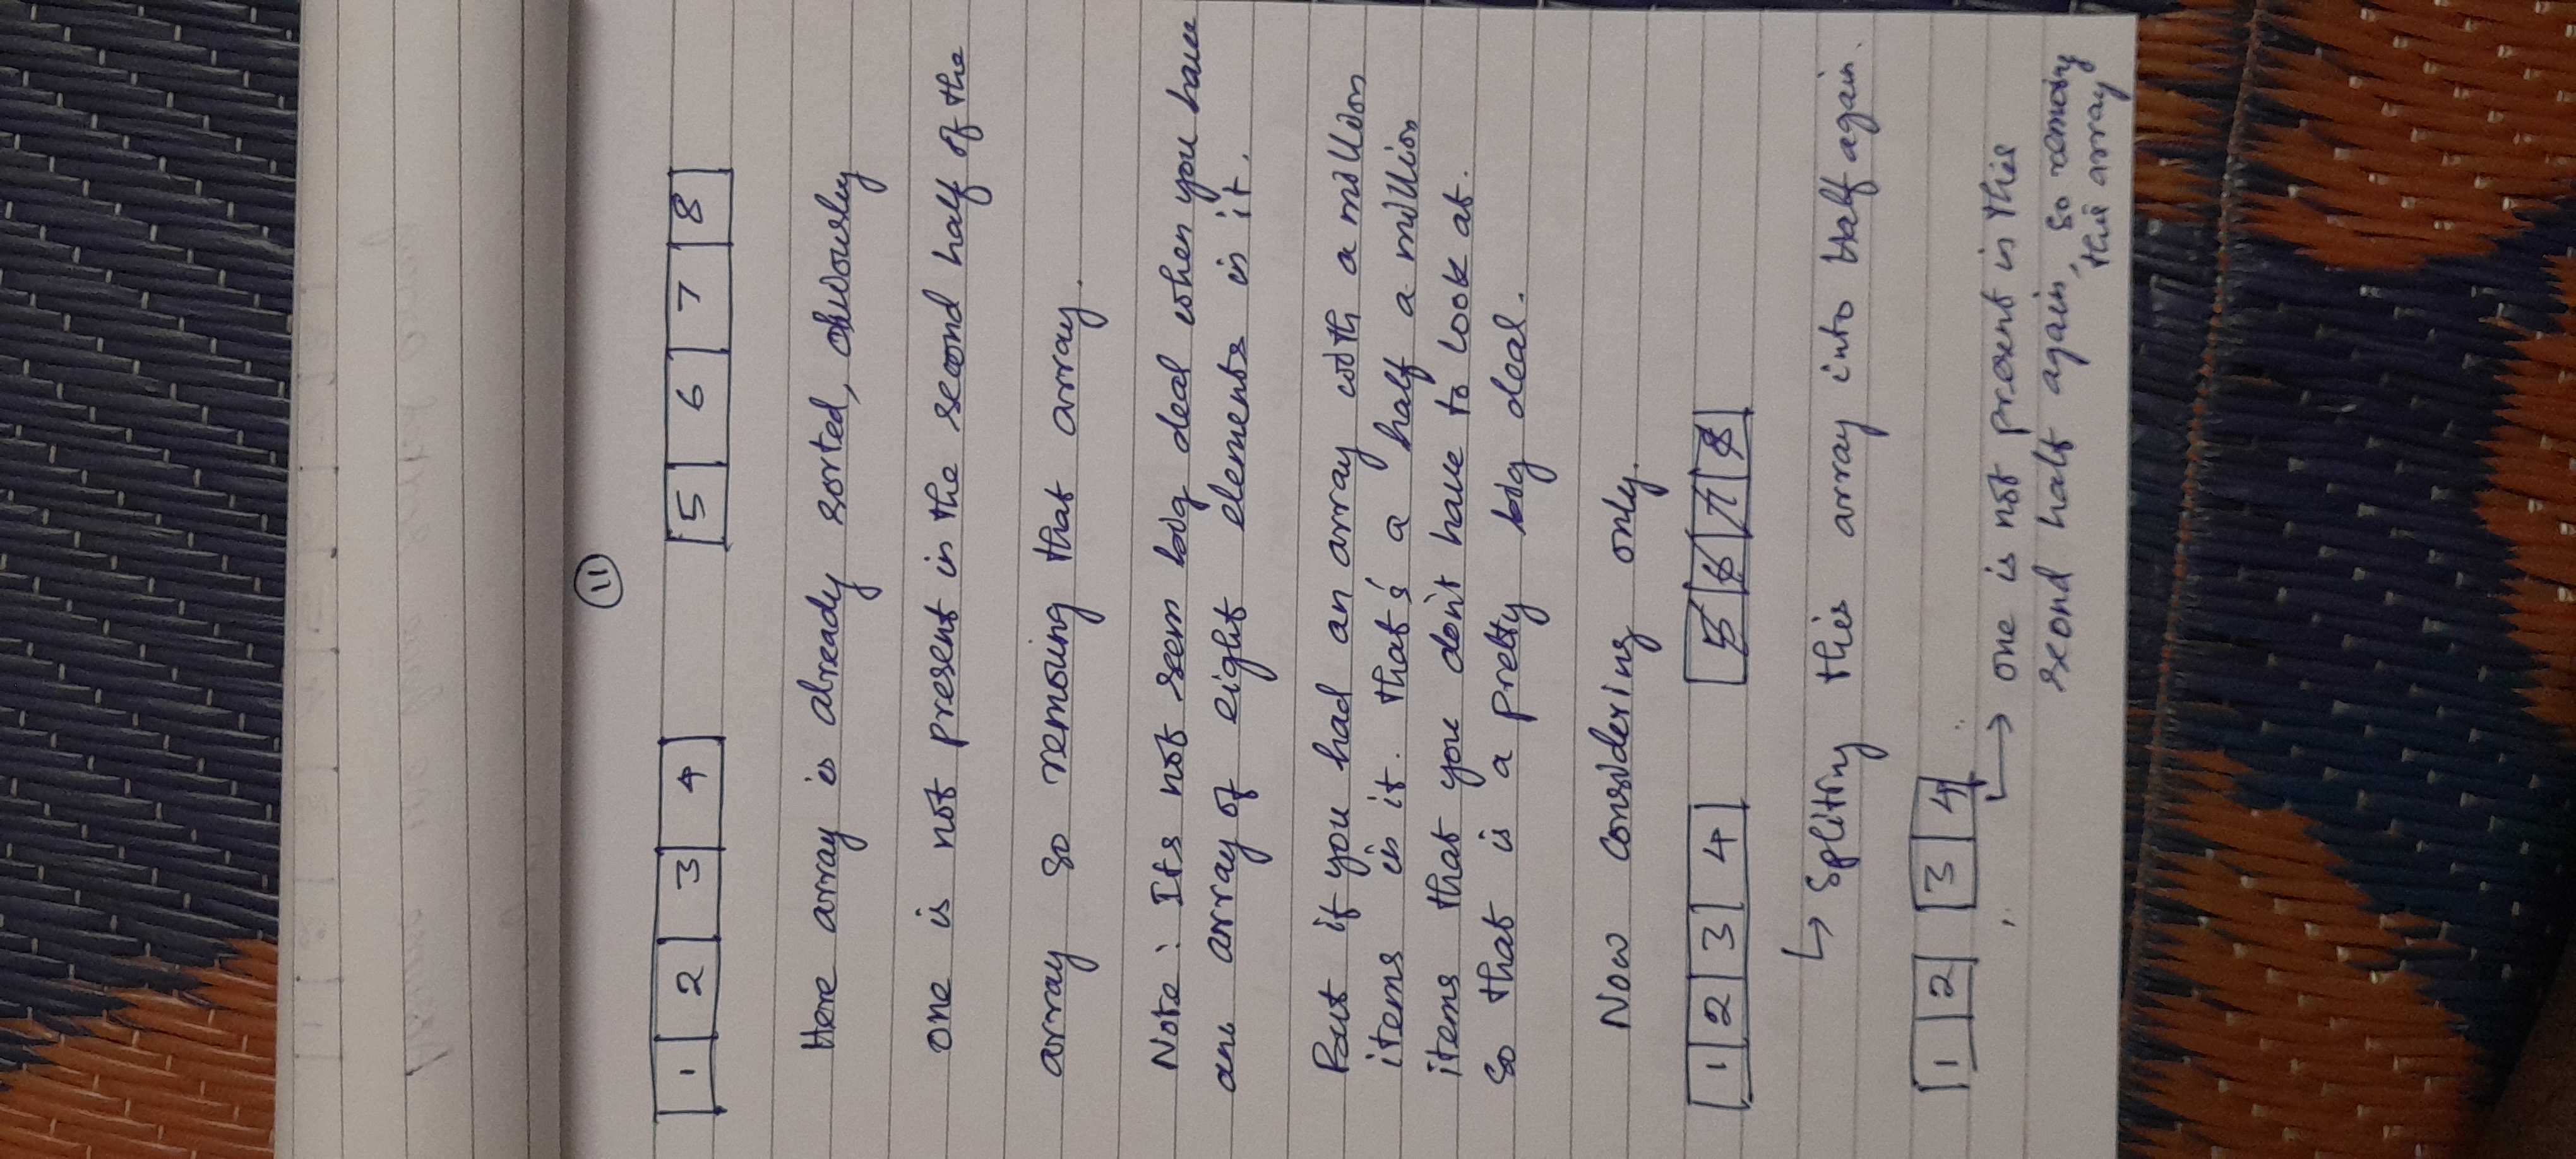 11
1 2 3 4 5 6 7 8
Here array is already sorted, obviously
one is not present in the second half of the
array so removing that array.
Note: Its not seem big deal when you have
an array of eight elements in it.
But if you had an array with a million
items in it. that's a half a million
items that you don't have to look at.
So that is a pretty big deal.
Now considering only.
1 2 3 4 5 6 7 8
↳ Spliting this array into Half again.
1 2 3 4
one is not present in this
second half again, so removing
this array